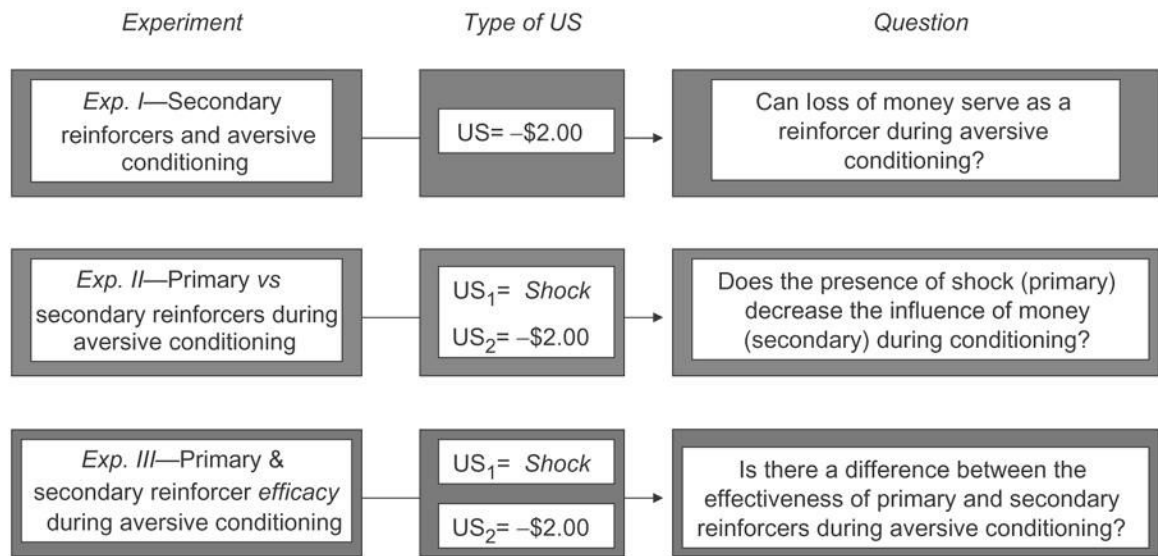 Experiment
Type of US
Question
Exp. I—Secondary
reinforcers and aversive
conditioning
US= –$2.00
Can loss of money serve as a
reinforcer during aversive
conditioning?
Exp. II—Primary vs
secondary reinforcers during
aversive conditioning
US1= Shock
US2= –$2.00
Does the presence of shock (primary)
decrease the influence of money
(secondary) during conditioning?
Exp. III—Primary &
secondary reinforcer efficacy
during aversive conditioning
US1= Shock
US2= –$2.00
Is there a difference between the
effectiveness of primary and secondary
reinforcers during aversive conditioning?